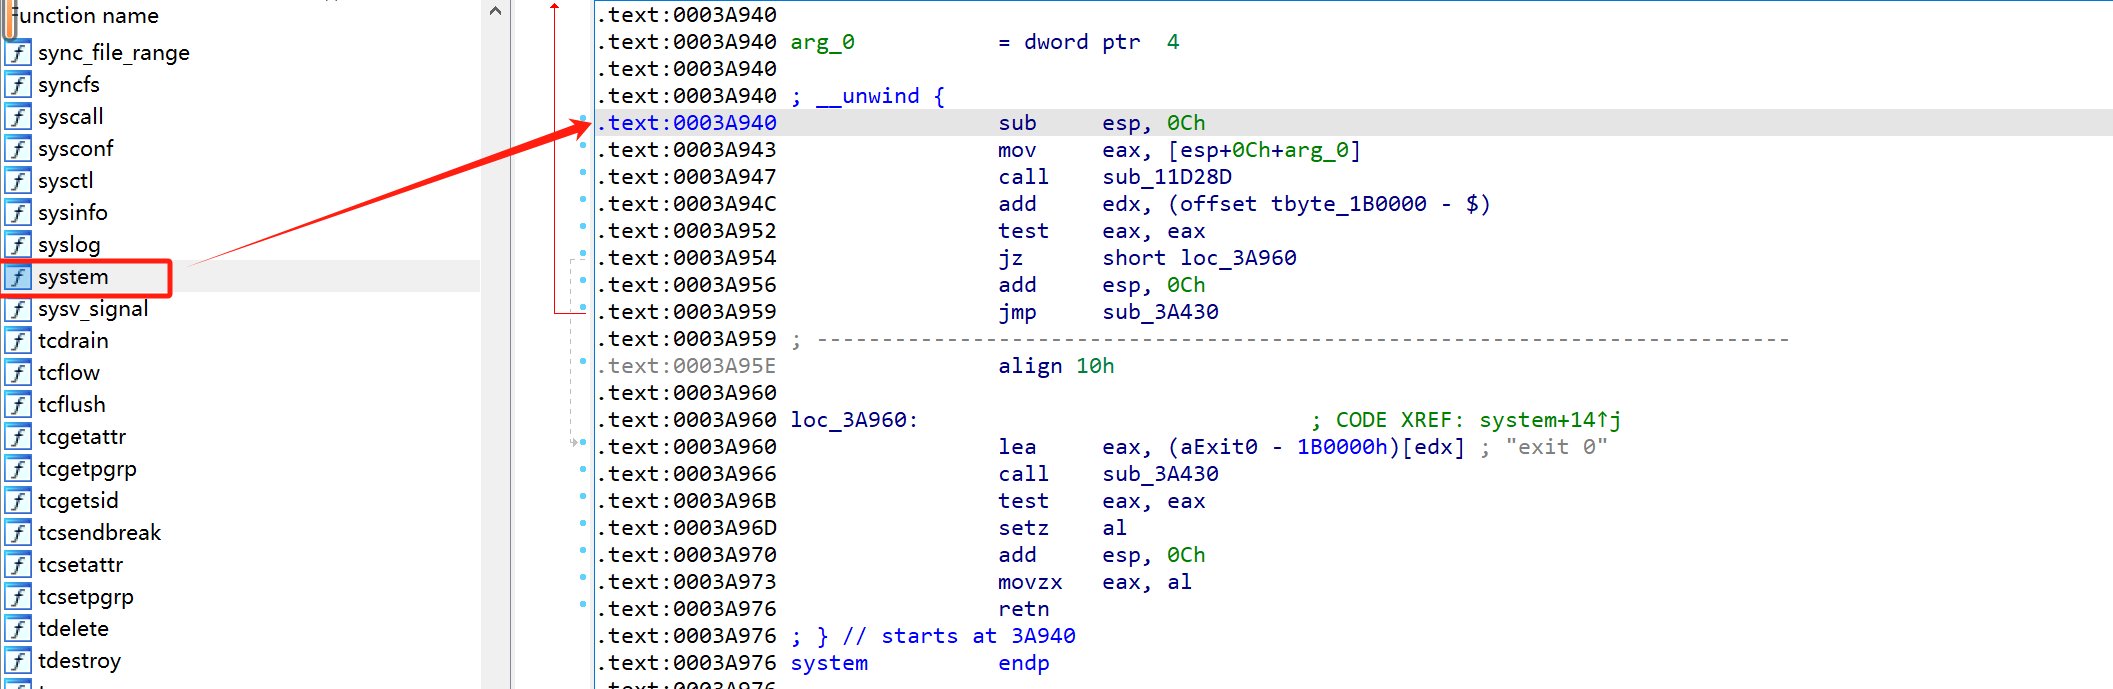 Function name
sync_file_range
syncfs
syscall
sysconf
sysctl
sysinfo
syslog
system
sysv_signal
tcdrain
tcflow
tcflush
tcgetattr
tcgetpgrp
tcgetsid
tcsendbreak
tcsetattr
tcsetpgrp
tdelete
tdestroy
.text:0003A940
.text:0003A940 arg_0 = dword ptr 4
.text:0003A940
.text:0003A940 ; __unwind {
.text:0003A940 sub esp, 0Ch
.text:0003A943 mov eax, [esp+0Ch+arg_0]
.text:0003A947 call sub_11D28D
.text:0003A94C add edx, (offset tbyte_1B0000 - $)
.text:0003A952 test eax, eax
.text:0003A954 jz short loc_3A960
.text:0003A956 add esp, 0Ch
.text:0003A959 jmp sub_3A430
.text:0003A959 ; ---------------------------------------------------------------------------
.text:0003A95E align 10h
.text:0003A960
.text:0003A960 loc_3A960: ; CODE XREF: system+14↑j
.text:0003A960 lea eax, (aExit0 - 1B0000h)[edx] ; "exit 0"
.text:0003A966 call sub_3A430
.text:0003A96B test eax, eax
.text:0003A96D setz al
.text:0003A970 add esp, 0Ch
.text:0003A973 movzx eax, al
.text:0003A976 retn
.text:0003A976 ; } // starts at 3A940
.text:0003A976 system endp
.text:0003A976